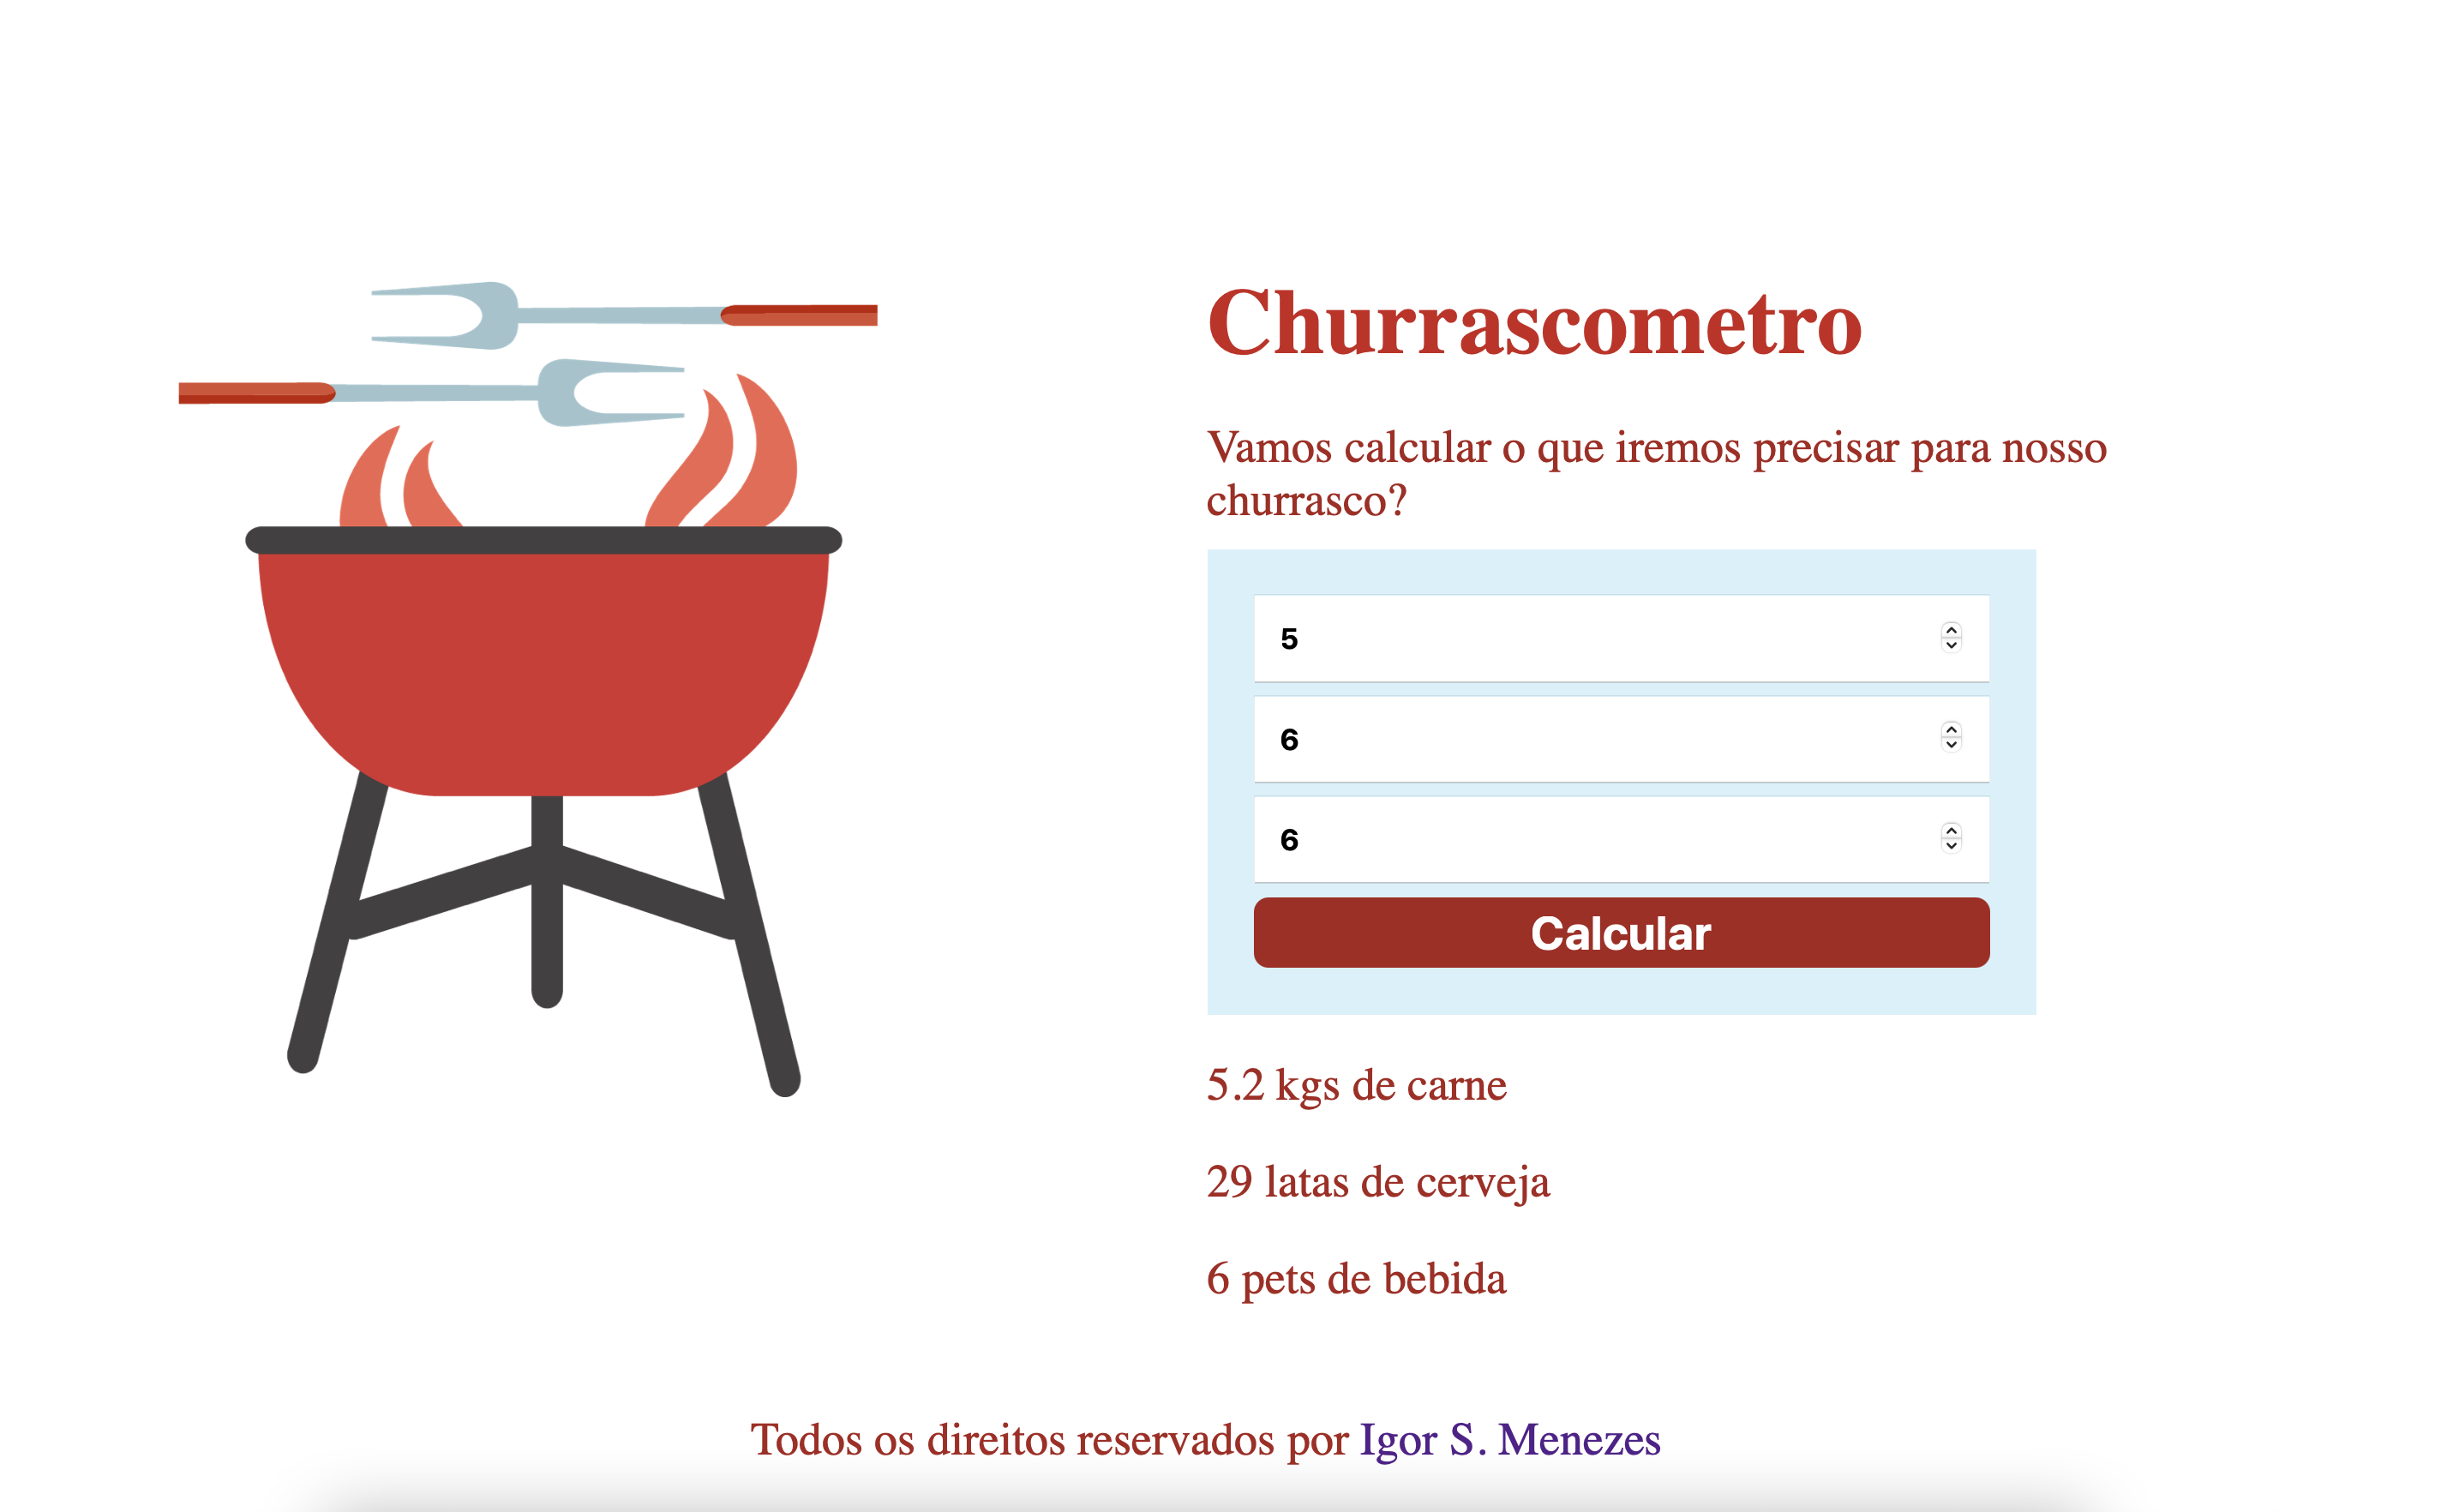 Churrascometro
Vamos calcular o que iremos precisar para nosso
churrasco?
5
6
6
Calcular
5.2 kgs de carne
29 latas de cerveja
6 pets de bebida
Todos os direitos reservados por Igor S. Menezes